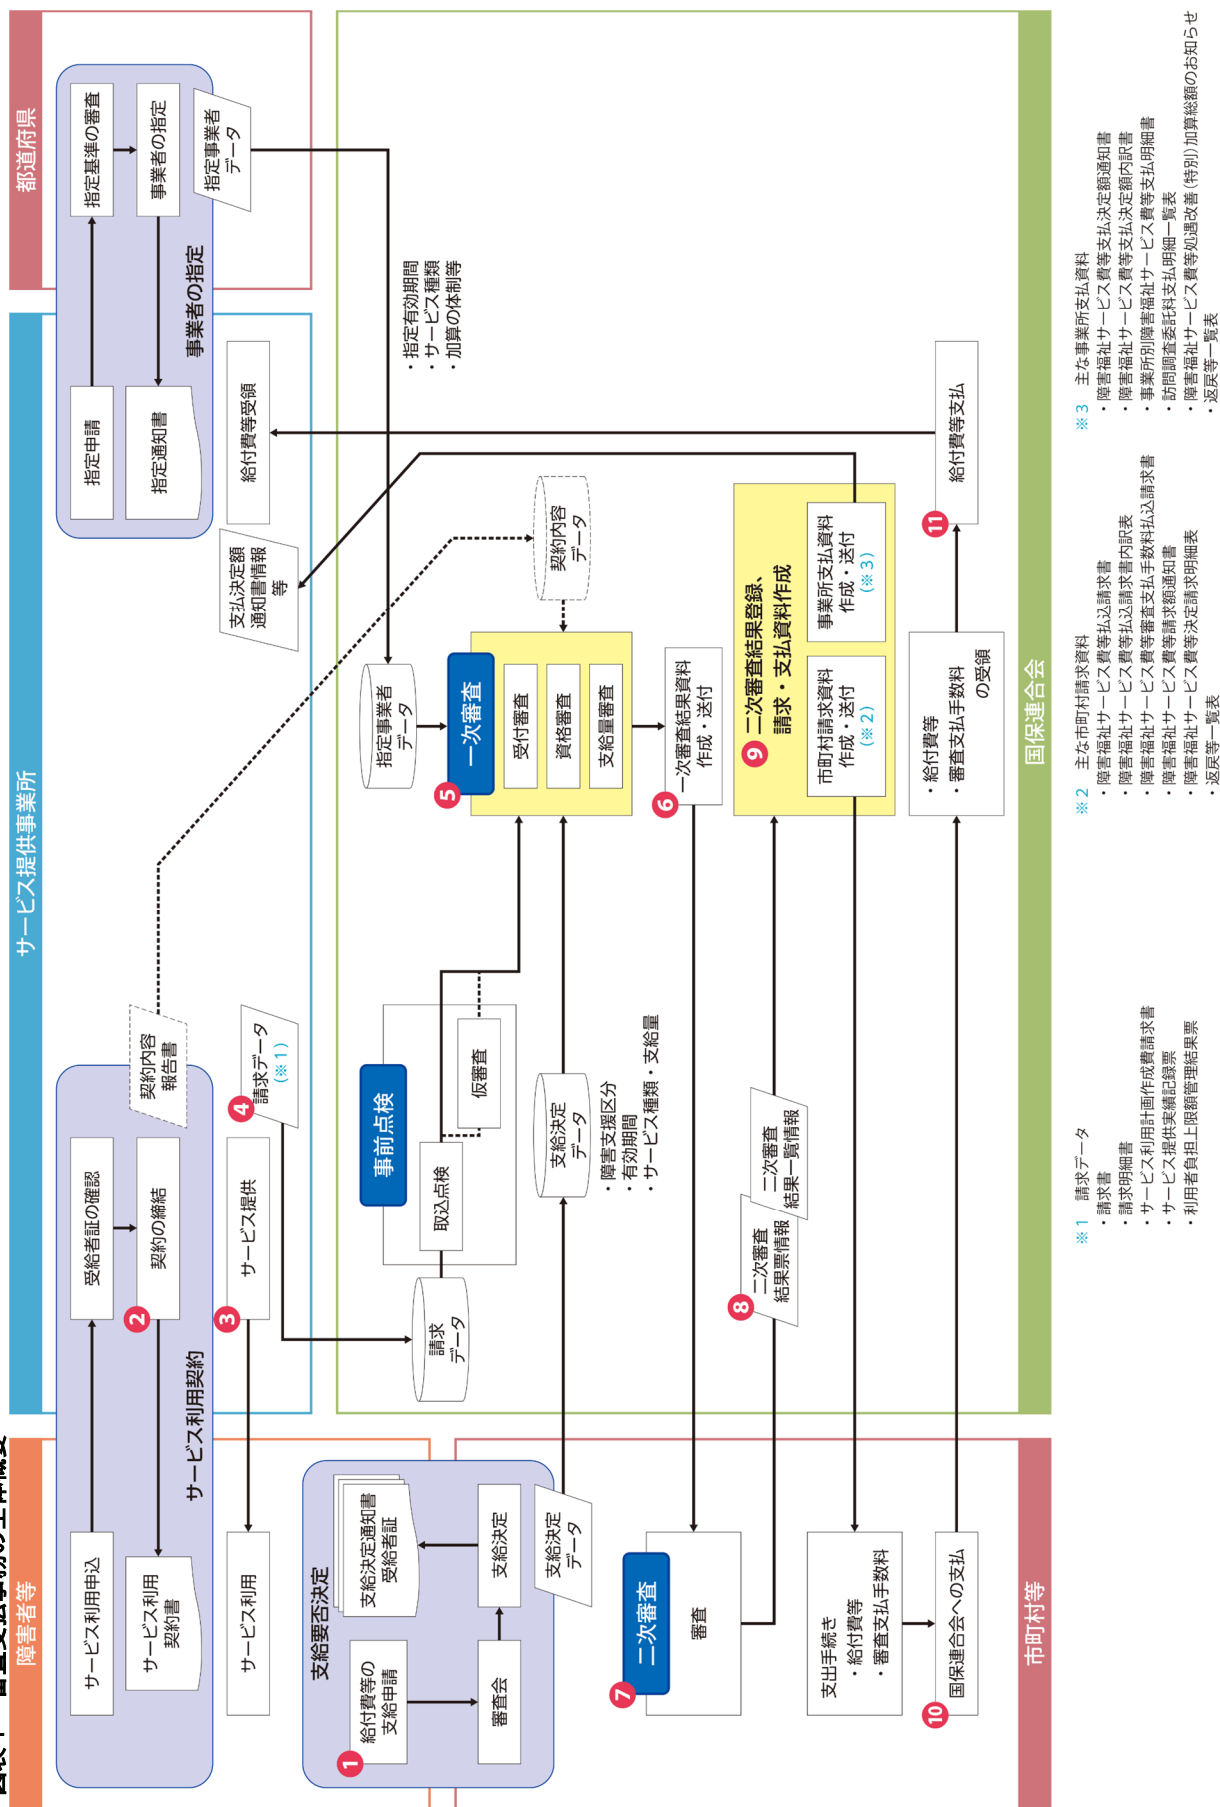 障害者等
サービス提供事業所
都道府県
サービス利用申込
受給者証の確認
指定申請
指定基準の審査
サービス利用
契約書
2
契約の締結
契約内容
報告書
指定通知書
事業者の指定
サービス利用契約
事業者の指定
指定事業者
データ
サービス利用
3
サービス提供
4
請求データ
(※1)
支払決定額
通知書情報
等
給付費等受領
支給要否決定
1
給付費等の
支給申請
支給決定通知書
受給者証
審査会
支給決定
支給決定
データ
請求
データ
事前点検
取込点検
仮審査
指定事業者
データ
・指定有効期間
・サービス種類
・加算の体制等
5
一次審査
受付審査
資格審査
支給量審査
契約内容
データ
支給決定
データ
・障害支援区分
・有効期間
・サービス種類・支給量
6
一次審査結果資料
作成・送付
7
二次審査
審査
8
二次審査
結果票情報
二次審査
結果一覧情報
9
二次審査結果登録、
請求・支払資料作成
市町村請求資料
作成・送付
(※2)
事業所支払資料
作成・送付
(※3)
支出手続き
・給付費等
・審査支払手数料
10
国保連合会への支払
・給付費等
・審査支払手数料
の受領
11
給付費等支払
市町村等
国保連合会
※1 請求データ
・請求書
・請求明細書
・サービス利用計画作成費請求書
・サービス提供実績記録票
・利用者負担上限額管理結果票
※2 主な市町村請求資料
・障害福祉サービス費等払込請求書
・障害福祉サービス費等払込請求書内訳表
・障害福祉サービス費等審査支払手数料払込請求書
・障害福祉サービス費等請求額通知書
・障害福祉サービス費等決定請求明細表
・返戻等一覧表
※3 主な事業所支払資料
・障害福祉サービス費等支払決定額通知書
・障害福祉サービス費等支払決定額内訳書
・事業所別障害福祉サービス費等支払明細書
・訪問調査委託料支払明細一覧表
・障害福祉サービス費等処遇改善(特別)加算総額のお知らせ
・返戻等一覧表